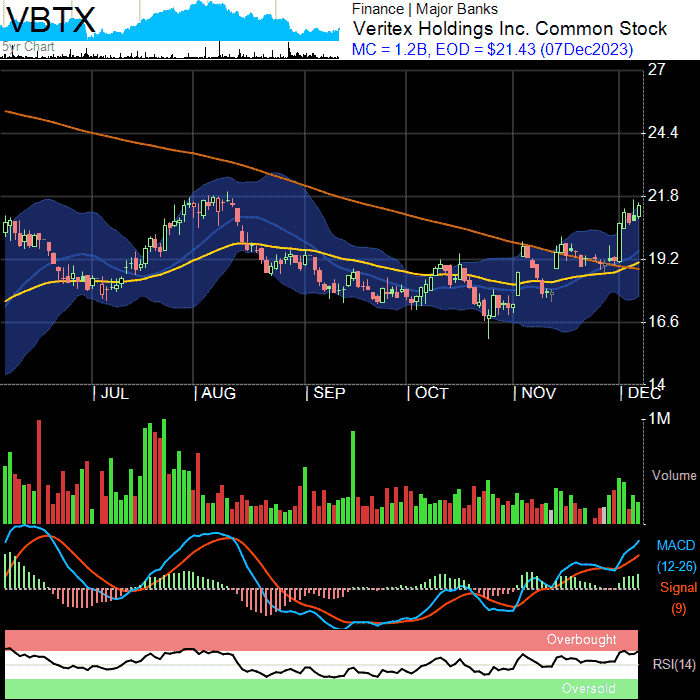 VBTX
5yr Chart
Finance | Major Banks
Veritex Holdings Inc. Common Stock
MC = 1.2B, EOD = $21.43 (07Dec2023)
27
24.4
21.8
19.2
16.6
14
| JUL | AUG | SEP | OCT | NOV | DEC
1M
Volume
MACD
(12-26)
Signal
(9)
Overbought
RSI(14)
Oversold